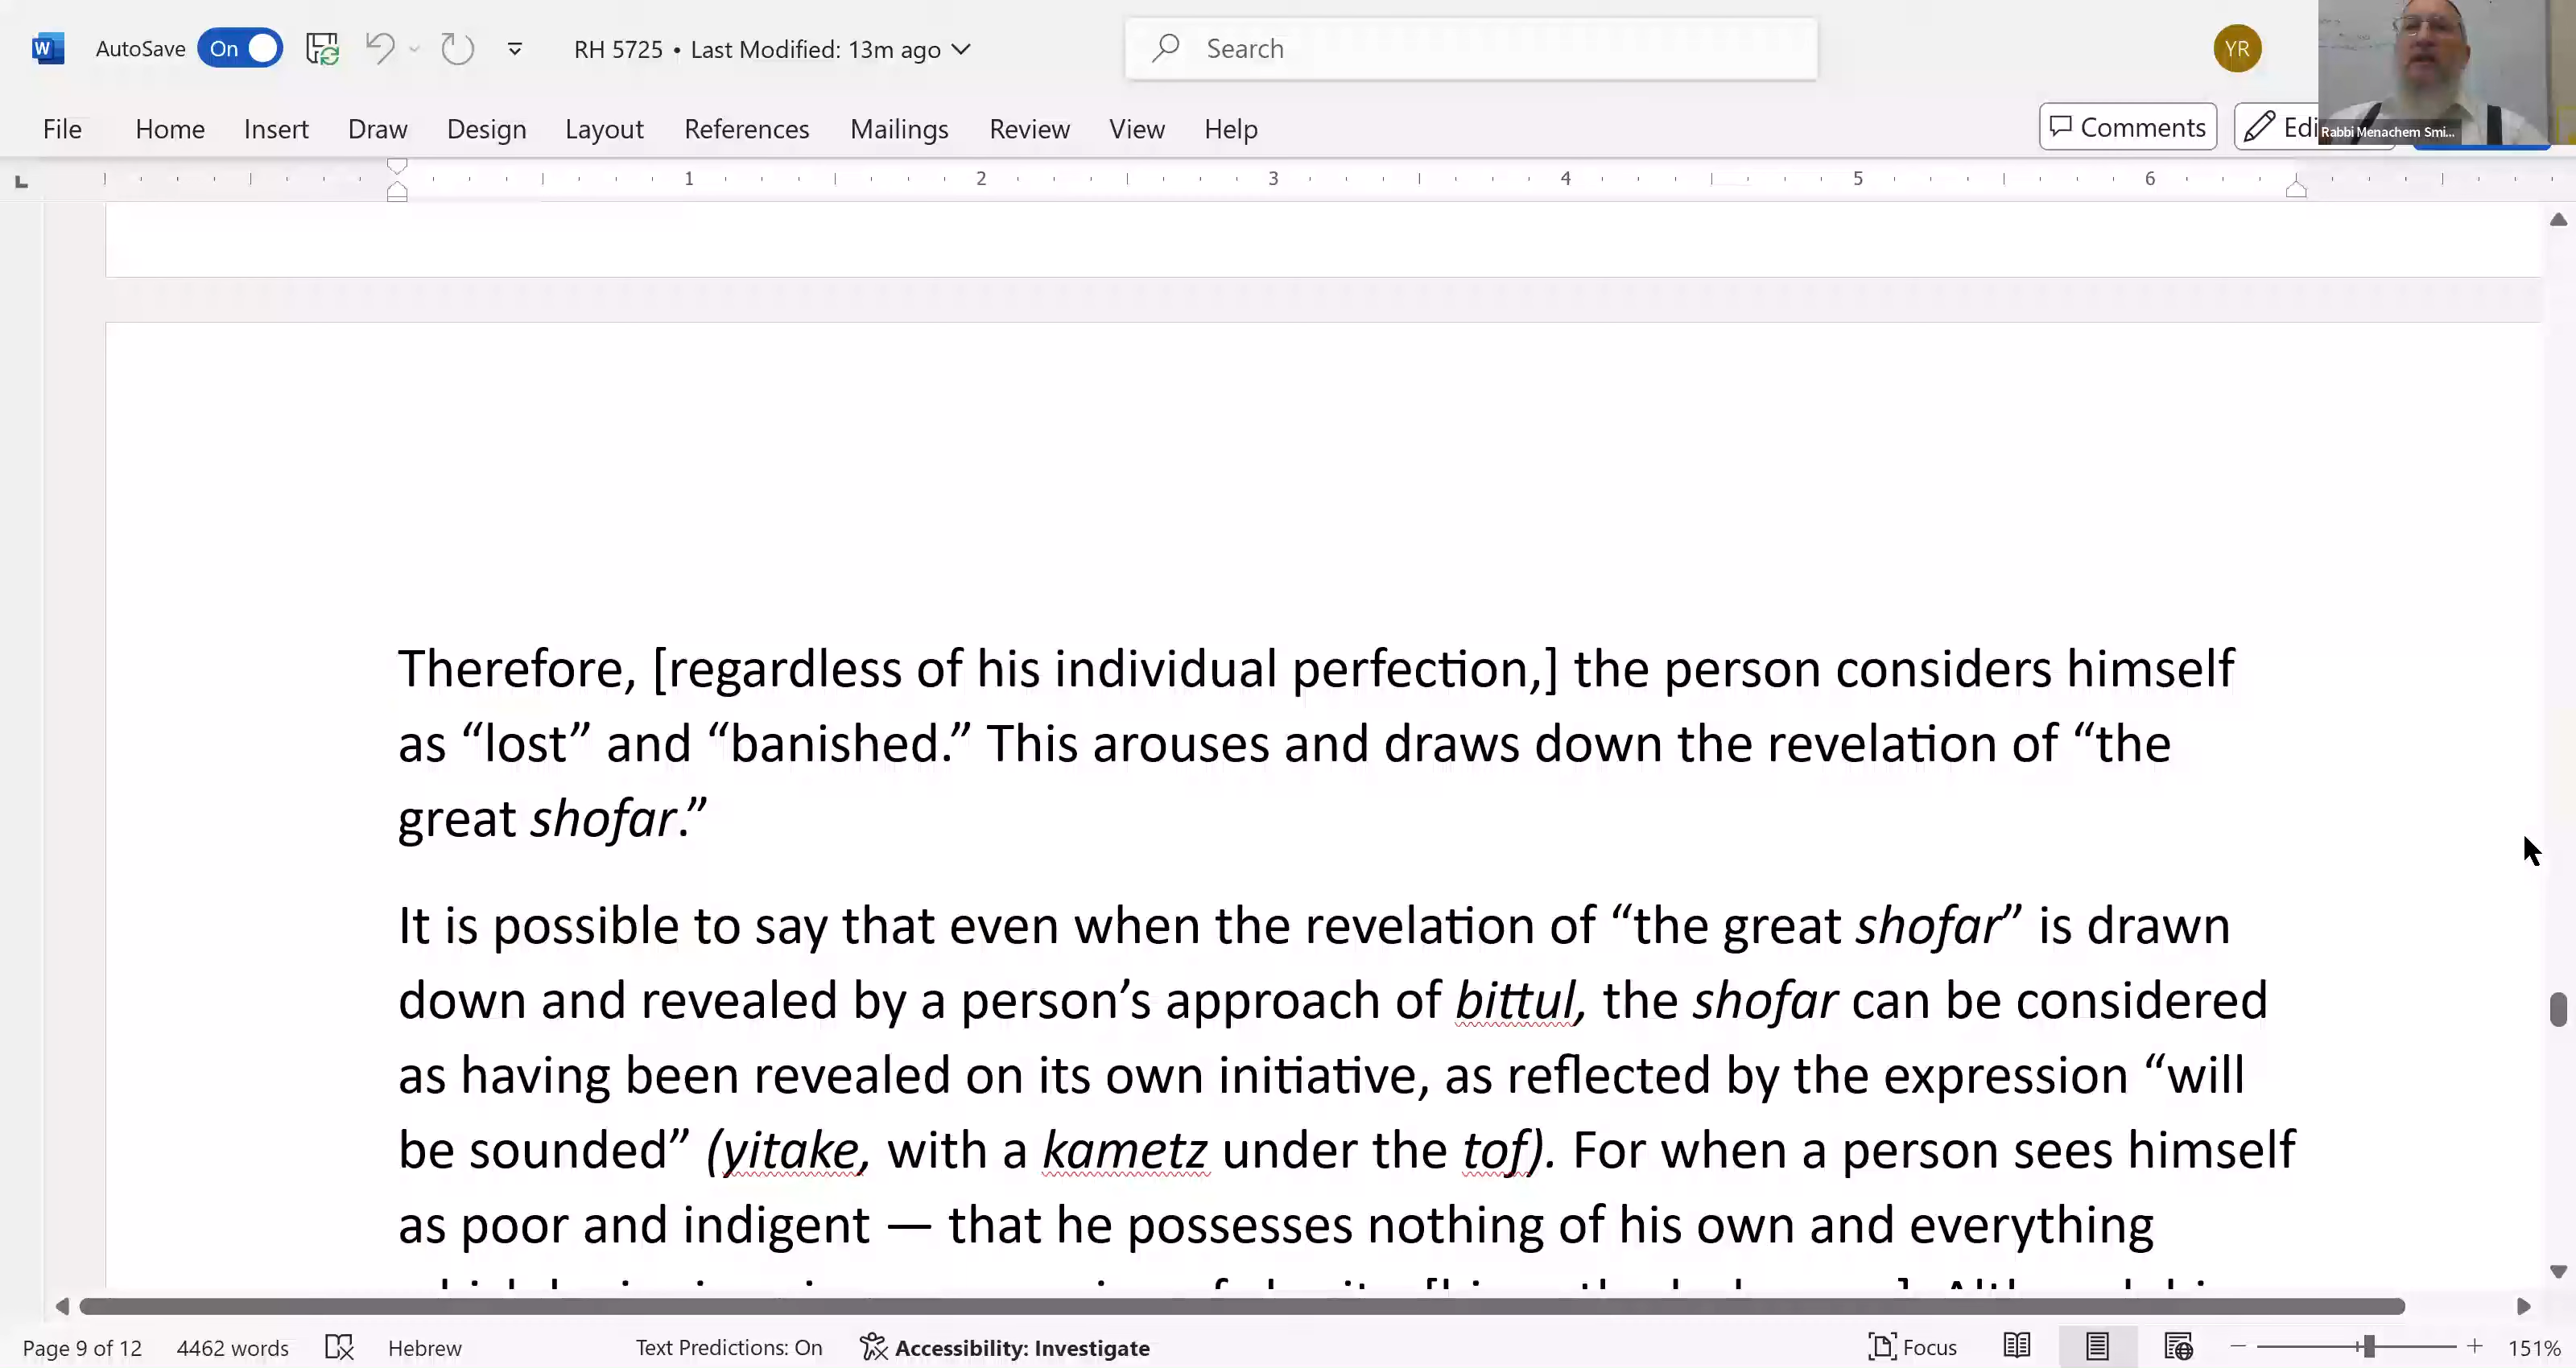 W AutoSave On RH 5725 • Last Modified: 13m ago Search YR
File Home Insert Draw Design Layout References Mailings Review View Help Comments Edi
Rabbi Menachem Smi...
1 2 3 4 5 6
Therefore, [regardless of his individual perfection,] the person considers himself
as “lost” and “banished.” This arouses and draws down the revelation of “the
great shofar.”
It is possible to say that even when the revelation of “the great shofar” is drawn
down and revealed by a person’s approach of bittul, the shofar can be considered
as having been revealed on its own initiative, as reflected by the expression “will
be sounded” (yitake, with a kametz under the tof). For when a person sees himself
as poor and indigent — that he possesses nothing of his own and everything
Page 9 of 12 4462 words Hebrew Text Predictions: On Accessibility: Investigate Focus 151%